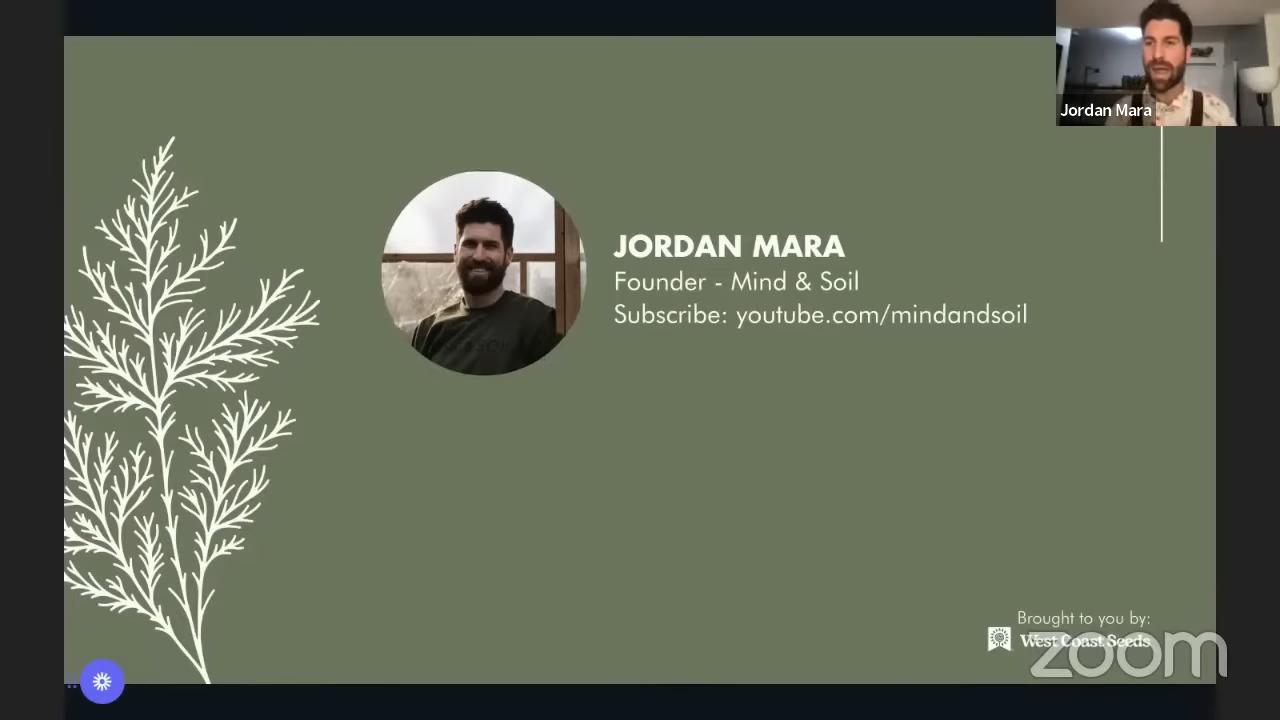 Jordan Mara
JORDAN MARA
Founder - Mind & Soil
Subscribe: youtube.com/mindandsoil
Brought to you by:
West Coast Seeds
zoom